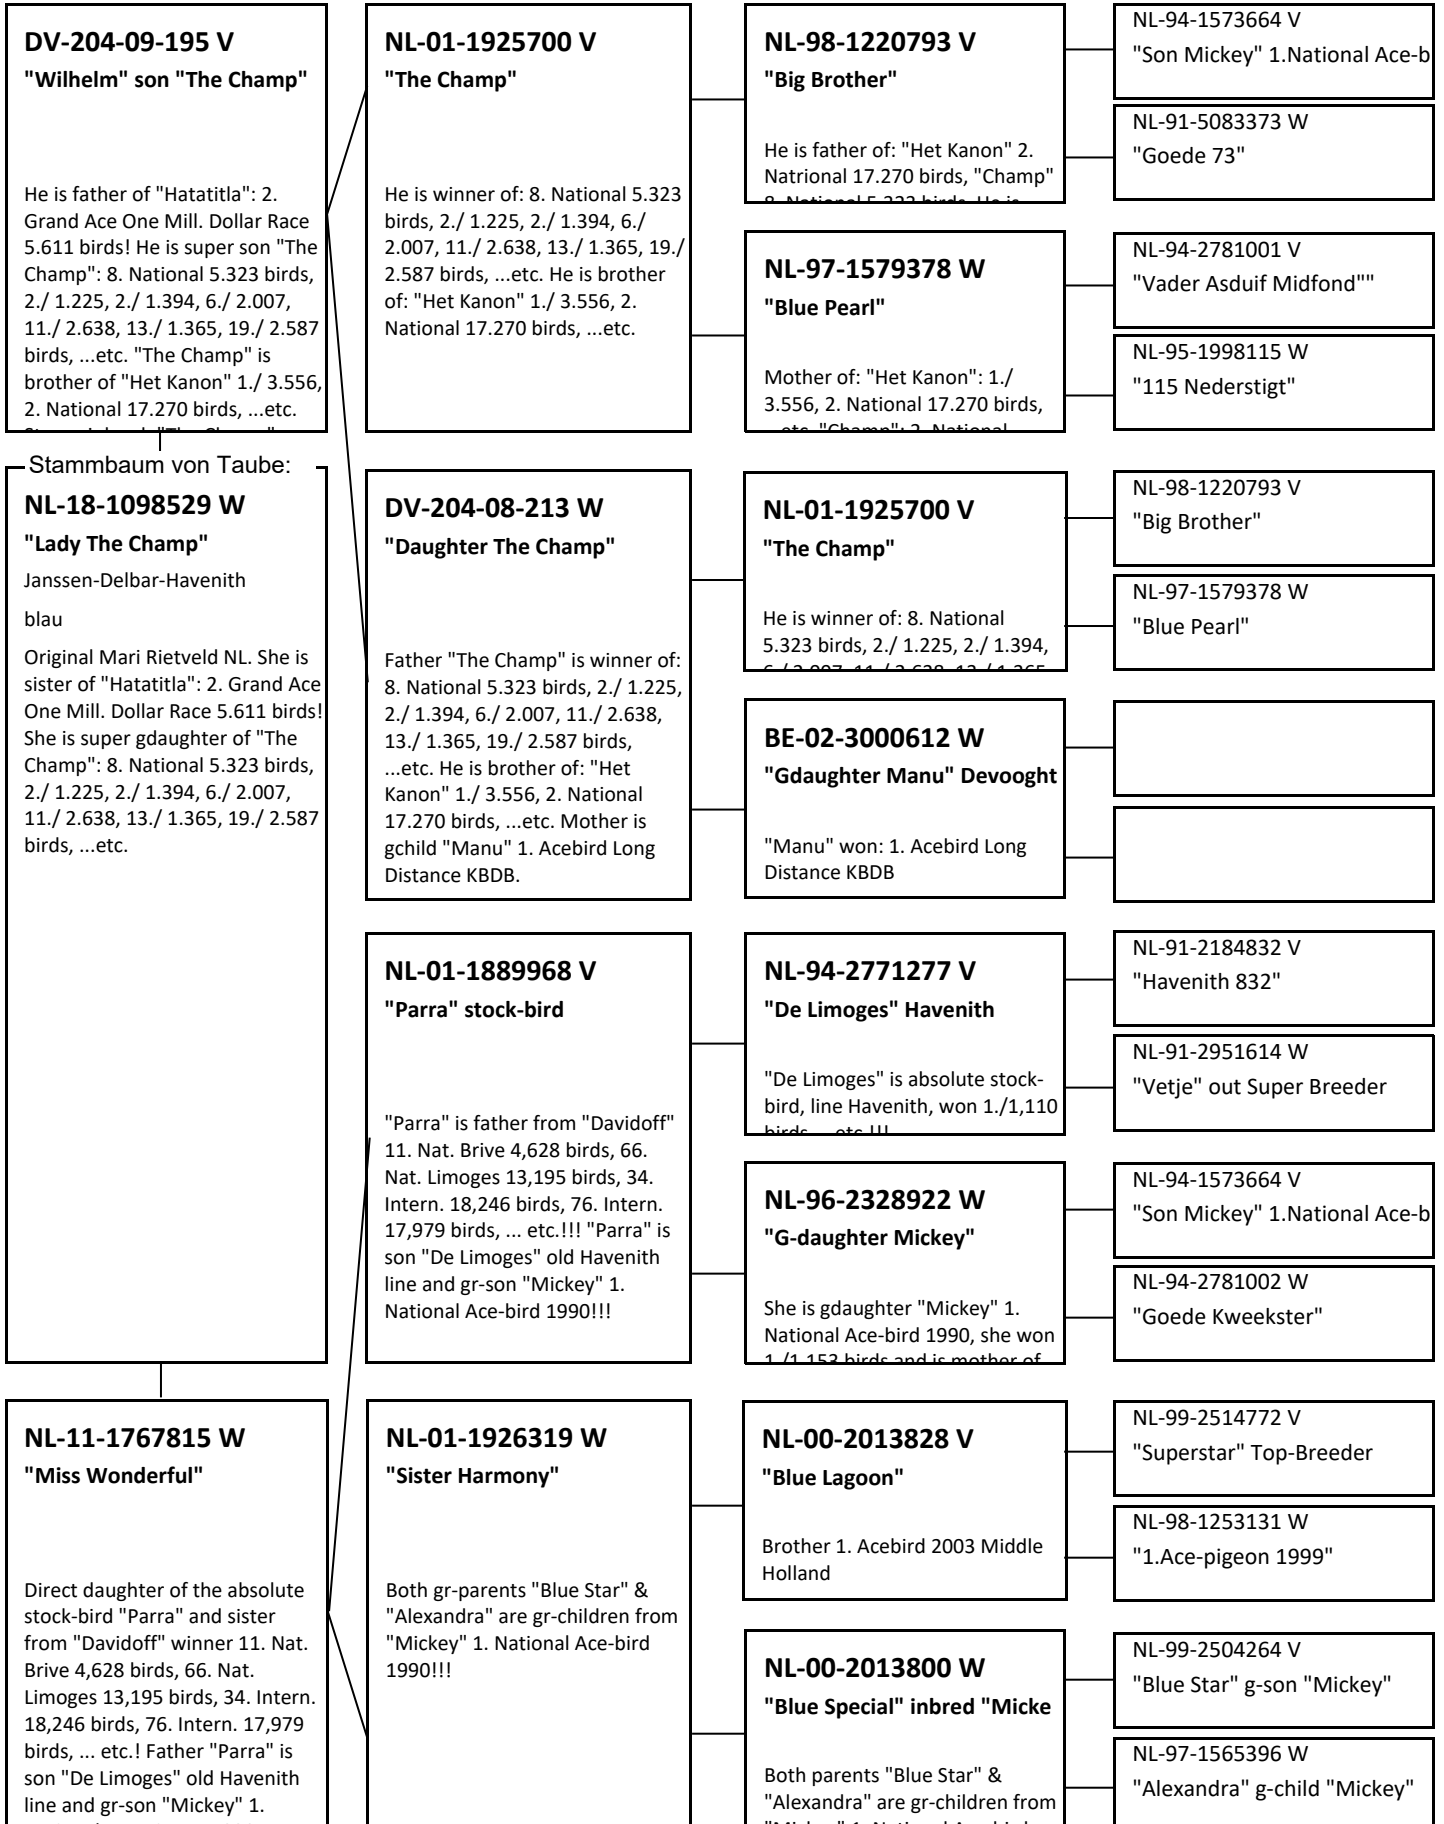 DV-204-09-195 V
"Wilhelm" son "The Champ"
He is father of "Hatatitla": 2.
Grand Ace One Mill. Dollar Race
5.611 birds! He is super son "The
Champ": 8. National 5.323 birds,
2./ 1.225, 2./ 1.394, 6./ 2.007,
11./ 2.638, 13./ 1.365, 19./ 2.587
birds, ...etc. "The Champ" is
brother of "Het Kanon" 1./ 3.556,
2. National 17.270 birds, ...etc.
Stammbaum von Taube:
NL-18-1098529 W
"Lady The Champ"
Janssen-Delbar-Havenith
blau
Original Mari Rietveld NL. She is
sister of "Hatatitla": 2. Grand Ace
One Mill. Dollar Race 5.611 birds!
She is super gdaughter of "The
Champ": 8. National 5.323 birds,
2./ 1.225, 2./ 1.394, 6./ 2.007,
11./ 2.638, 13./ 1.365, 19./ 2.587
birds, ...etc.
NL-11-1767815 W
"Miss Wonderful"
Direct daughter of the absolute
stock-bird "Parra" and sister
from "Davidoff" winner 11. Nat.
Brive 4,628 birds, 66. Nat.
Limoges 13,195 birds, 34. Intern.
18,246 birds, 76. Intern. 17,979
birds, ... etc.! Father "Parra" is
son "De Limoges" old Havenith
line and gr-son "Mickey" 1.
NL-01-1925700 V
"The Champ"
He is winner of: 8. National 5.323
birds, 2./ 1.225, 2./ 1.394, 6./
2.007, 11./ 2.638, 13./ 1.365, 19./
2.587 birds, ...etc. He is brother
of: "Het Kanon" 1./ 3.556, 2.
National 17.270 birds, ...etc.
DV-204-08-213 W
"Daughter The Champ"
Father "The Champ" is winner of:
8. National 5.323 birds, 2./ 1.225,
2./ 1.394, 6./ 2.007, 11./ 2.638,
13./ 1.365, 19./ 2.587 birds,
...etc. He is brother of: "Het
Kanon" 1./ 3.556, 2. National
17.270 birds, ...etc. Mother is
gchild "Manu" 1. Acebird Long
Distance KBDB.
NL-01-1889968 V
"Parra" stock-bird
"Parra" is father from "Davidoff"
11. Nat. Brive 4,628 birds, 66.
Nat. Limoges 13,195 birds, 34.
Intern. 18,246 birds, 76. Intern.
17,979 birds, ... etc.!!! "Parra" is
son "De Limoges" old Havenith
line and gr-son "Mickey" 1.
National Ace-bird 1990!!!
NL-01-1926319 W
"Sister Harmony"
Both gr-parents "Blue Star" &
"Alexandra" are gr-children from
"Mickey" 1. National Ace-bird
1990!!!
NL-98-1220793 V
"Big Brother"
He is father of: "Het Kanon" 2.
Natrional 17.270 birds, "Champ"
8. National 5.323 birds. He is
NL-97-1579378 W
"Blue Pearl"
Mother of: "Het Kanon": 1./
3.556, 2. National 17.270 birds,
...etc. "Champ": 2. National
NL-01-1925700 V
"The Champ"
He is winner of: 8. National
5.323 birds, 2./ 1.225, 2./ 1.394,
6./ 2.007, 11./ 2.638, 13./ 1.365,
BE-02-3000612 W
"Gdaughter Manu" Devooght
"Manu" won: 1. Acebird Long
Distance KBDB
NL-94-2771277 V
"De Limoges" Havenith
"De Limoges" is absolute stock-
bird, line Havenith, won 1./1,110
birds, ...etc.!!!
NL-96-2328922 W
"G-daughter Mickey"
She is gdaughter "Mickey" 1.
National Ace-bird 1990, she won
1./1,153 birds and is mother of
NL-00-2013828 V
"Blue Lagoon"
Brother 1. Acebird 2003 Middle
Holland
NL-00-2013800 W
"Blue Special" inbred "Micke
Both parents "Blue Star" &
"Alexandra" are gr-children from
NL-94-1573664 V
"Son Mickey" 1.National Ace-b
NL-91-5083373 W
"Goede 73"
NL-94-2781001 V
"Vader Asduif Midfond""
NL-95-1998115 W
"115 Nederstigt"
NL-98-1220793 V
"Big Brother"
NL-97-1579378 W
"Blue Pearl"
NL-91-2184832 V
"Havenith 832"
NL-91-2951614 W
"Vetje" out Super Breeder
NL-94-1573664 V
"Son Mickey" 1.National Ace-b
NL-94-2781002 W
"Goede Kweekster"
NL-99-2514772 V
"Superstar" Top-Breeder
NL-98-1253131 W
"1.Ace-pigeon 1999"
NL-99-2504264 V
"Blue Star" g-son "Mickey"
NL-97-1565396 W
"Alexandra" g-child "Mickey"